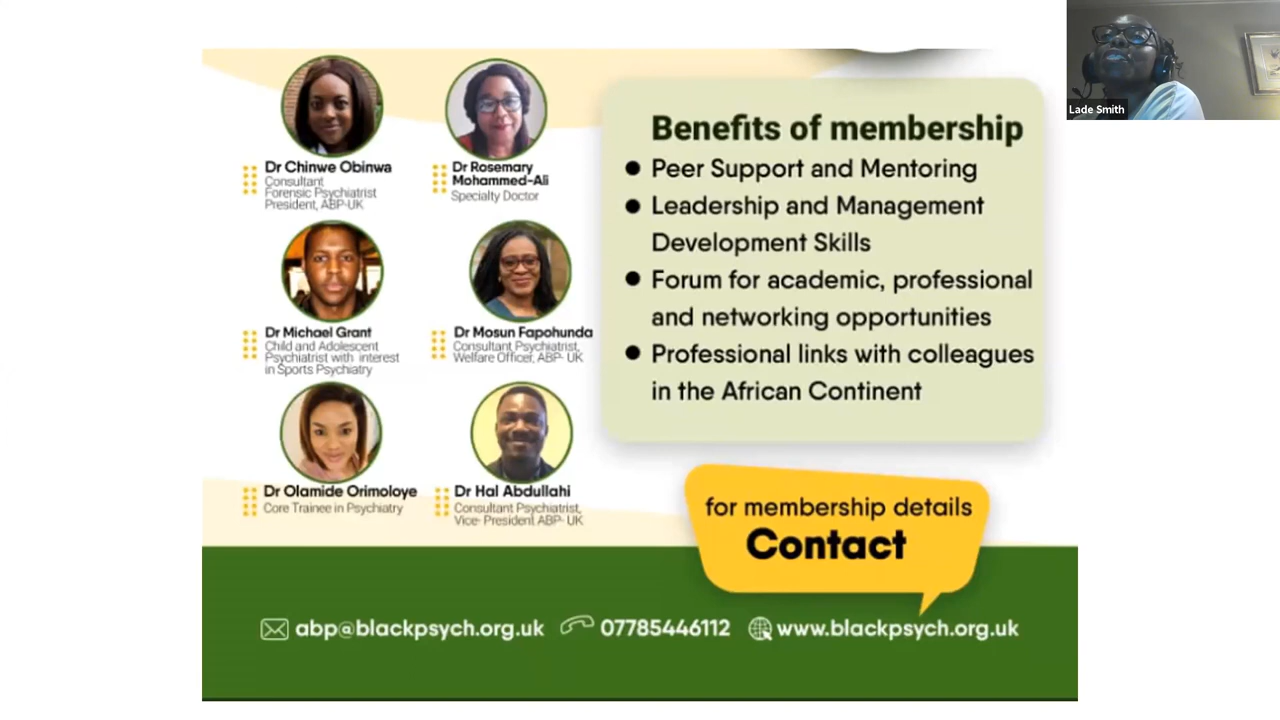 Dr Chinwe Obinwa
Consultant
Forensic Psychiatrist
President, ABP-UK
Dr Rosemary
Mohammed-Ali
Specialty Doctor
Dr Michael Grant
Child and Adolescent
Psychiatrist with interest
in Sports Psychiatry
Dr Mosun Fapohunda
Consultant Psychiatrist,
Welfare Officer, ABP- UK
Dr Olamide Orimoloye
Core Trainee in Psychiatry
Dr Hal Abdullahi
Consultant Psychiatrist,
Vice- President ABP- UK
Benefits of membership
● Peer Support and Mentoring
● Leadership and Management
Development Skills
● Forum for academic, professional
and networking opportunities
● Professional links with colleagues
in the African Continent
for membership details
Contact
abp@blackpsych.org.uk
07785446112
www.blackpsych.org.uk
Lade Smith